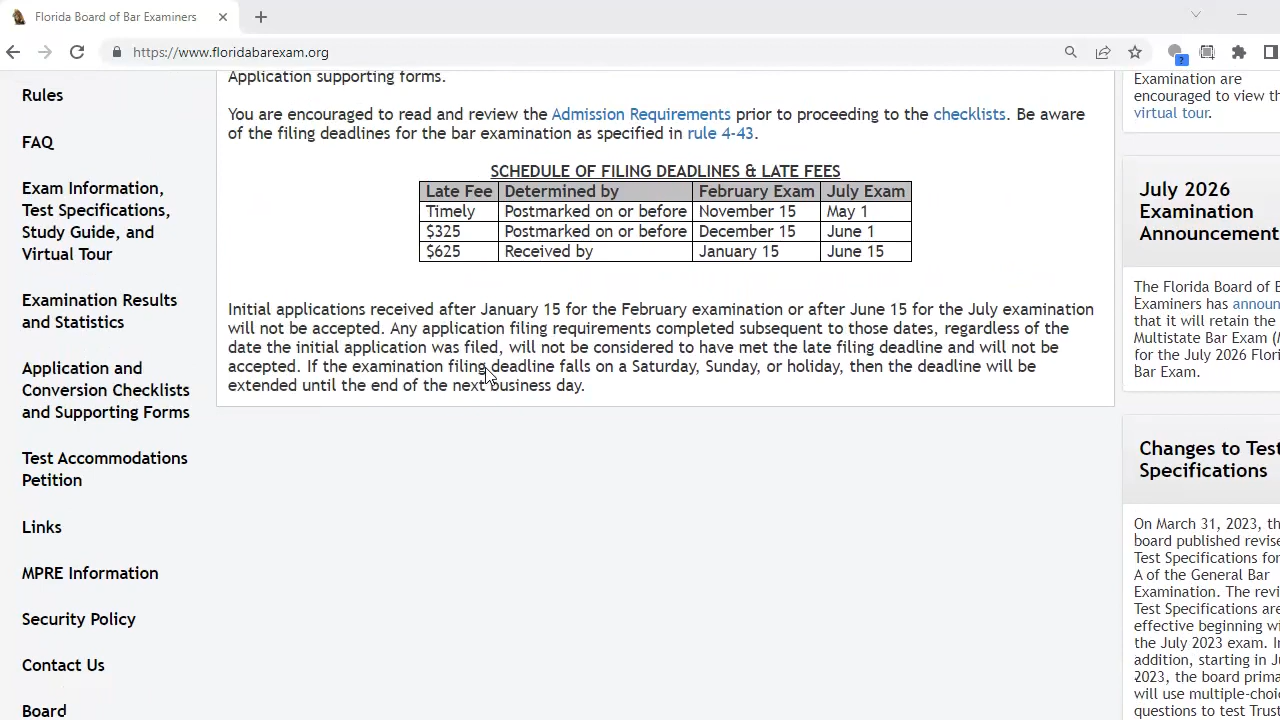 Florida Board of Bar Examiners
https://www.floridabarexam.org
Rules
FAQ
Exam Information,
Test Specifications,
Study Guide, and
Virtual Tour
Examination Results
and Statistics
Application and
Conversion Checklists
and Supporting Forms
Test Accommodations
Petition
Links
MPRE Information
Security Policy
Contact Us
Board
Application supporting forms.
You are encouraged to read and review the Admission Requirements prior to proceeding to the checklists. Be aware
of the filing deadlines for the bar examination as specified in rule 4-43.
SCHEDULE OF FILING DEADLINES & LATE FEES
Late Fee Determined by February Exam July Exam
Timely Postmarked on or before November 15 May 1
$325 Postmarked on or before December 15 June 1
$625 Received by January 15 June 15
Initial applications received after January 15 for the February examination or after June 15 for the July examination
will not be accepted. Any application filing requirements completed subsequent to those dates, regardless of the
date the initial application was filed, will not be considered to have met the late filing deadline and will not be
accepted. If the examination filing deadline falls on a Saturday, Sunday, or holiday, then the deadline will be
extended until the end of the next business day.
Examination are
encouraged to view th
virtual tour.
July 2026
Examination
Announcement
The Florida Board of B
Examiners has announ
that it will retain the
Multistate Bar Exam (M
for the July 2026 Florid
Bar Exam.
Changes to Test
Specifications
On March 31, 2023, th
board published revise
Test Specifications for
A of the General Bar
Examination. The revi
Test Specifications are
effective beginning wi
the July 2023 exam. In
addition, starting in Ju
2023, the board prima
will use multiple-choi
questions to test Trust